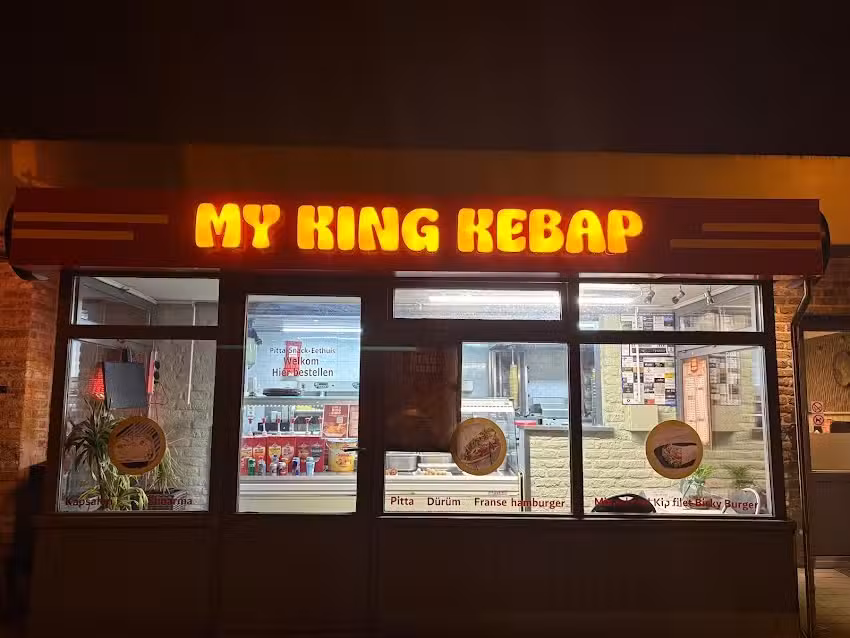 MY KING KEBAP
Pitta-Snack-Eethuis
Welkom
Hier bestellen
Pitta Dürüm Franse hamburger
Kip filet Bicky Burger